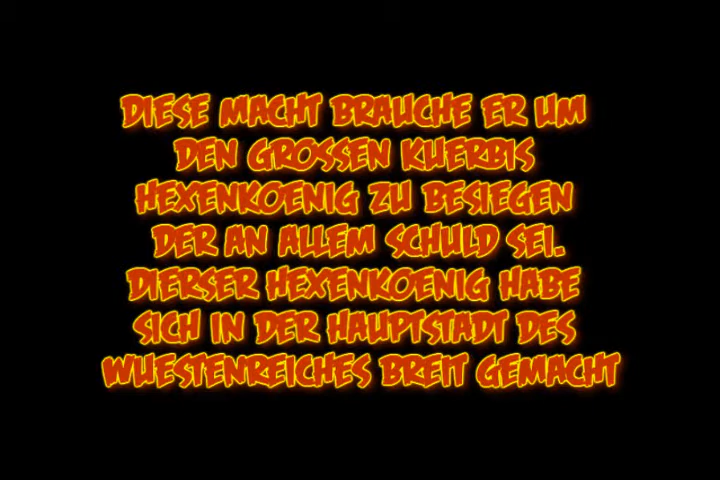 DIESE MACHT BRAUCHE ER UM
DEN GROSSEN KUERBIS
HEXENKOENIG ZU BESIEGEN
DER AN ALLEM SCHULD SEI.
DIERSER HEXENKOENIG HABE
SICH IN DER HAUPTSTADT DES
WUESTENREICHES BREIT GEMACHT